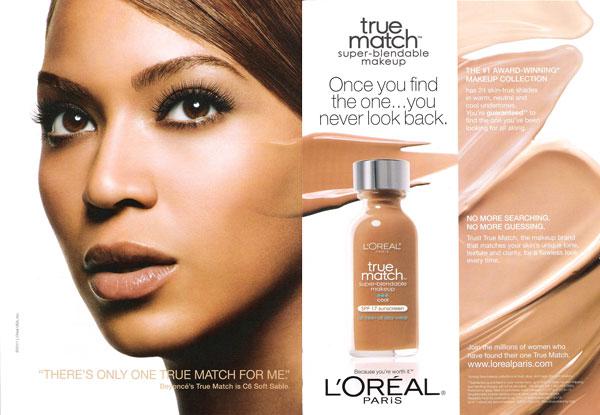 "THERE'S ONLY ONE TRUE MATCH FOR ME."
Beyoncé's True Match is C6 Soft Sable.
true
match™
super-blendable
makeup
Once you find
the one...you
never look back.
L'ORÉAL
PARIS
true
match™
super-blendable
makeup
cool
SPF 17 sunscreen
Because you're worth it.™
L'ORÉAL®
PARIS
THE #1 AWARD-WINNING*
MAKEUP COLLECTION
has 24 skin-true shades
in warm, neutral and
cool undertones.
You're guaranteed** to
find the one you've been
looking for all along.
NO MORE SEARCHING.
NO MORE GUESSING.
Trust True Match, the makeup brand
that matches your skin's unique tone,
texture and clarity, for a flawless look
every time.
Join the millions of women who
have found their one True Match.
www.lorealparis.com